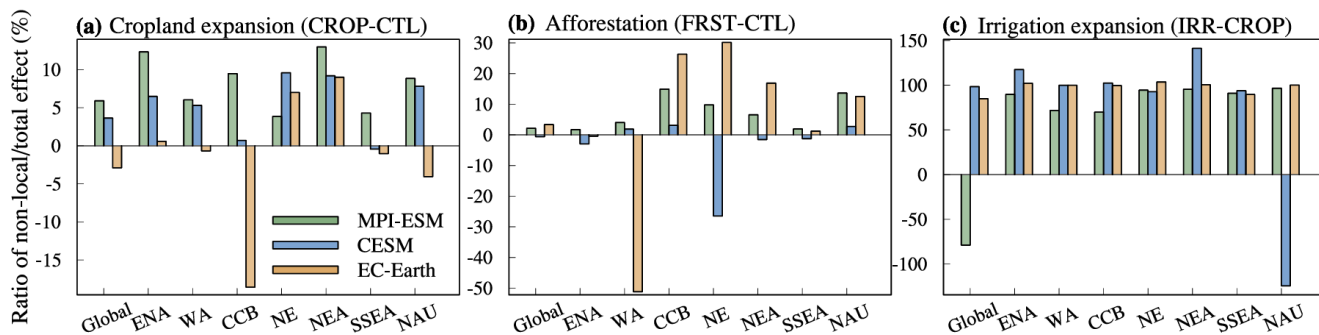 (a) Cropland expansion (CROP-CTL)
(b) Afforestation (FRST-CTL)
(c) Irrigation expansion (IRR-CROP)
Ratio of non-local/total effect (%)
10
5
0
-5
-10
-15
MPI-ESM
CESM
EC-Earth
Global ENA WA CCB NE NEA SSEA NAU
30
20
10
0
-10
-20
-30
-40
-50
Global ENA WA CCB NE NEA SSEA NAU
150
100
50
0
-50
-100
Global ENA WA CCB NE NEA SSEA NAU